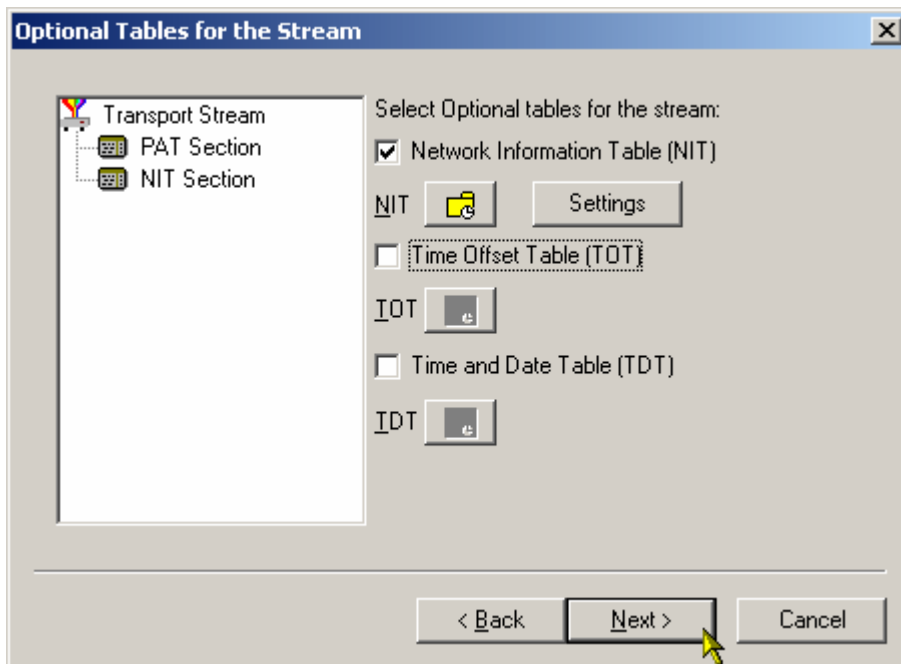 Optional Tables for the Stream
Transport Stream
PAT Section
NIT Section
Select Optional tables for the stream:
Network Information Table (NIT)
NIT
Settings
Time Offset Table (TOT)
TOT
Time and Date Table (TDT)
TDT
< Back
Next >
Cancel